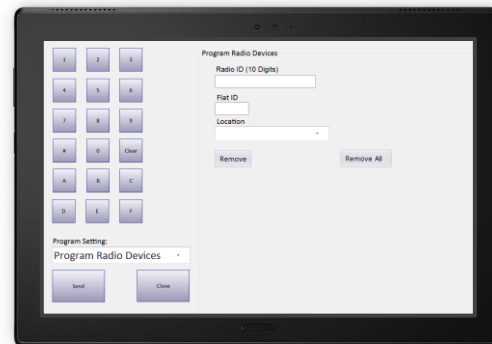 1 2 3
4 5 6
7 8 9
# 0 Clear
A B C
D E F
Program Setting:
Program Radio Devices
Send Close
Program Radio Devices
Radio ID (10 Digits)
Flat ID
Location
Remove Remove All